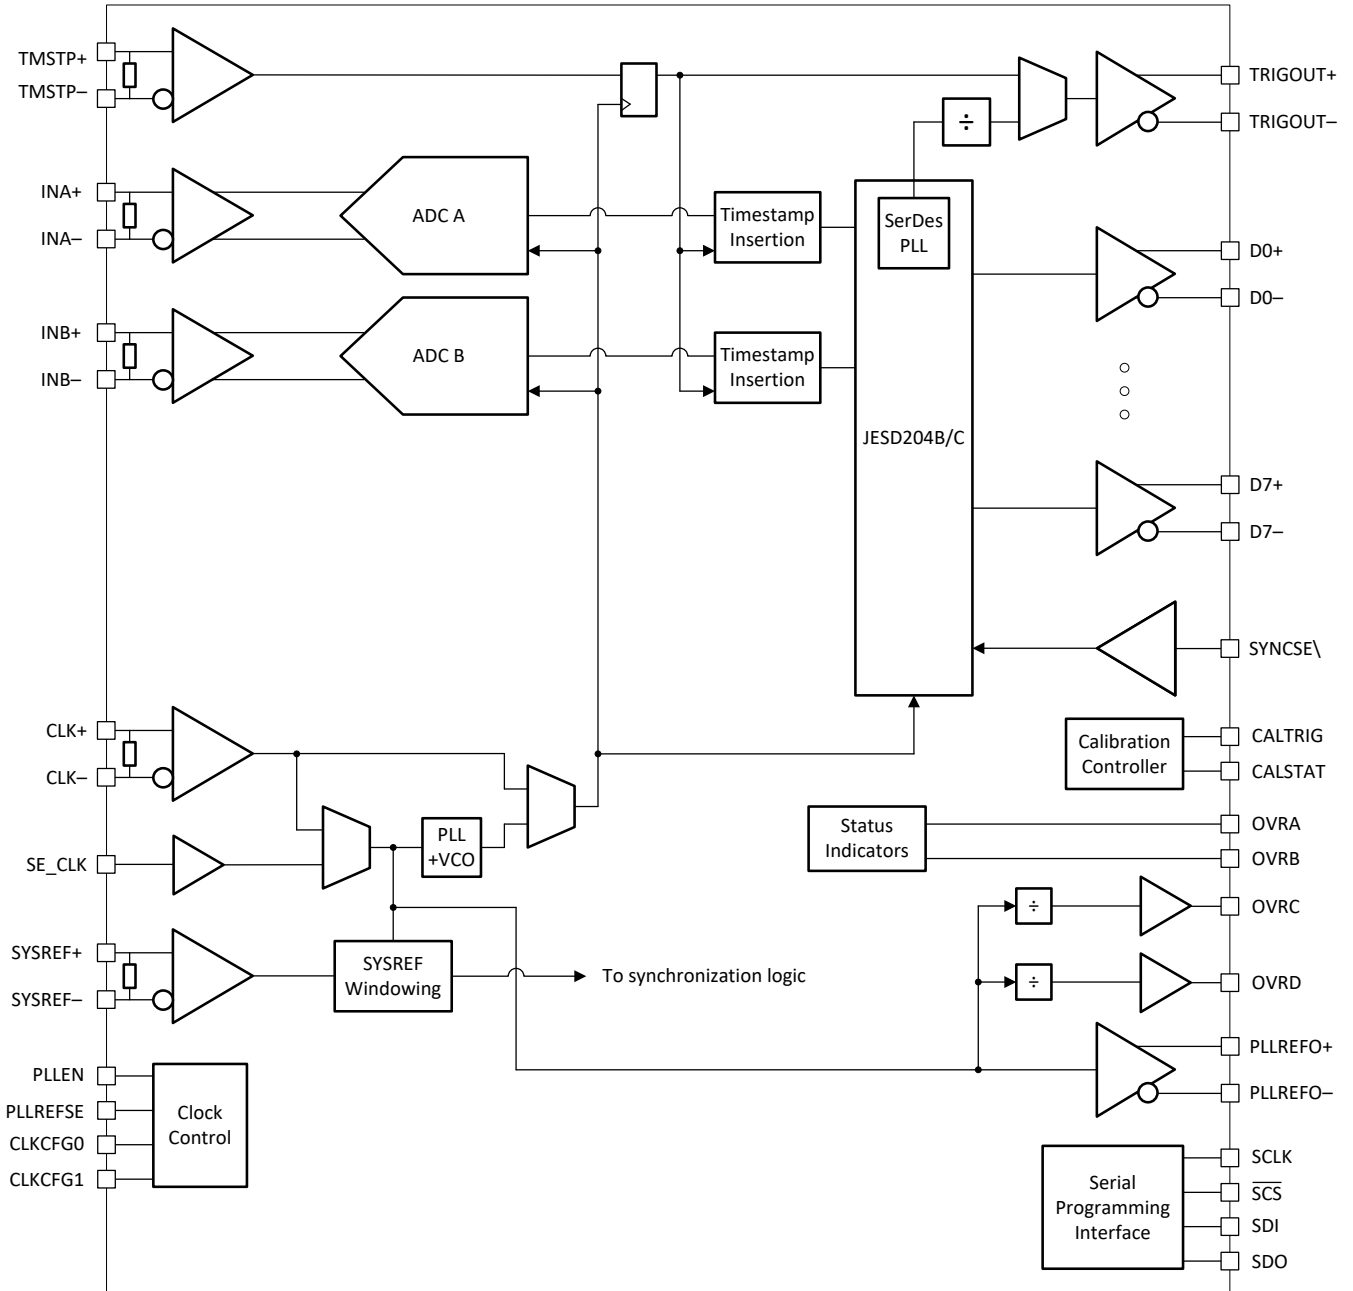 TMSTP+
TMSTP–
INA+
INA–
INB+
INB–
CLK+
CLK–
SE_CLK
SYSREF+
SYSREF–
PLLEN
PLLREFSE
CLKCFG0
CLKCFG1
ADC A
ADC B
Timestamp
Insertion
Timestamp
Insertion
÷
SerDes
PLL
JESD204B/C
PLL
+VCO
SYSREF
Windowing
To synchronization logic
Clock
Control
Calibration
Controller
Status
Indicators
÷
÷
Serial
Programming
Interface
TRIGOUT+
TRIGOUT–
D0+
D0–
D7+
D7–
SYNCSE\
CALTRIG
CALSTAT
OVRA
OVRB
OVRC
OVRD
PLLREFO+
PLLREFO–
SCLK
S̅C̅S̅
SDI
SDO